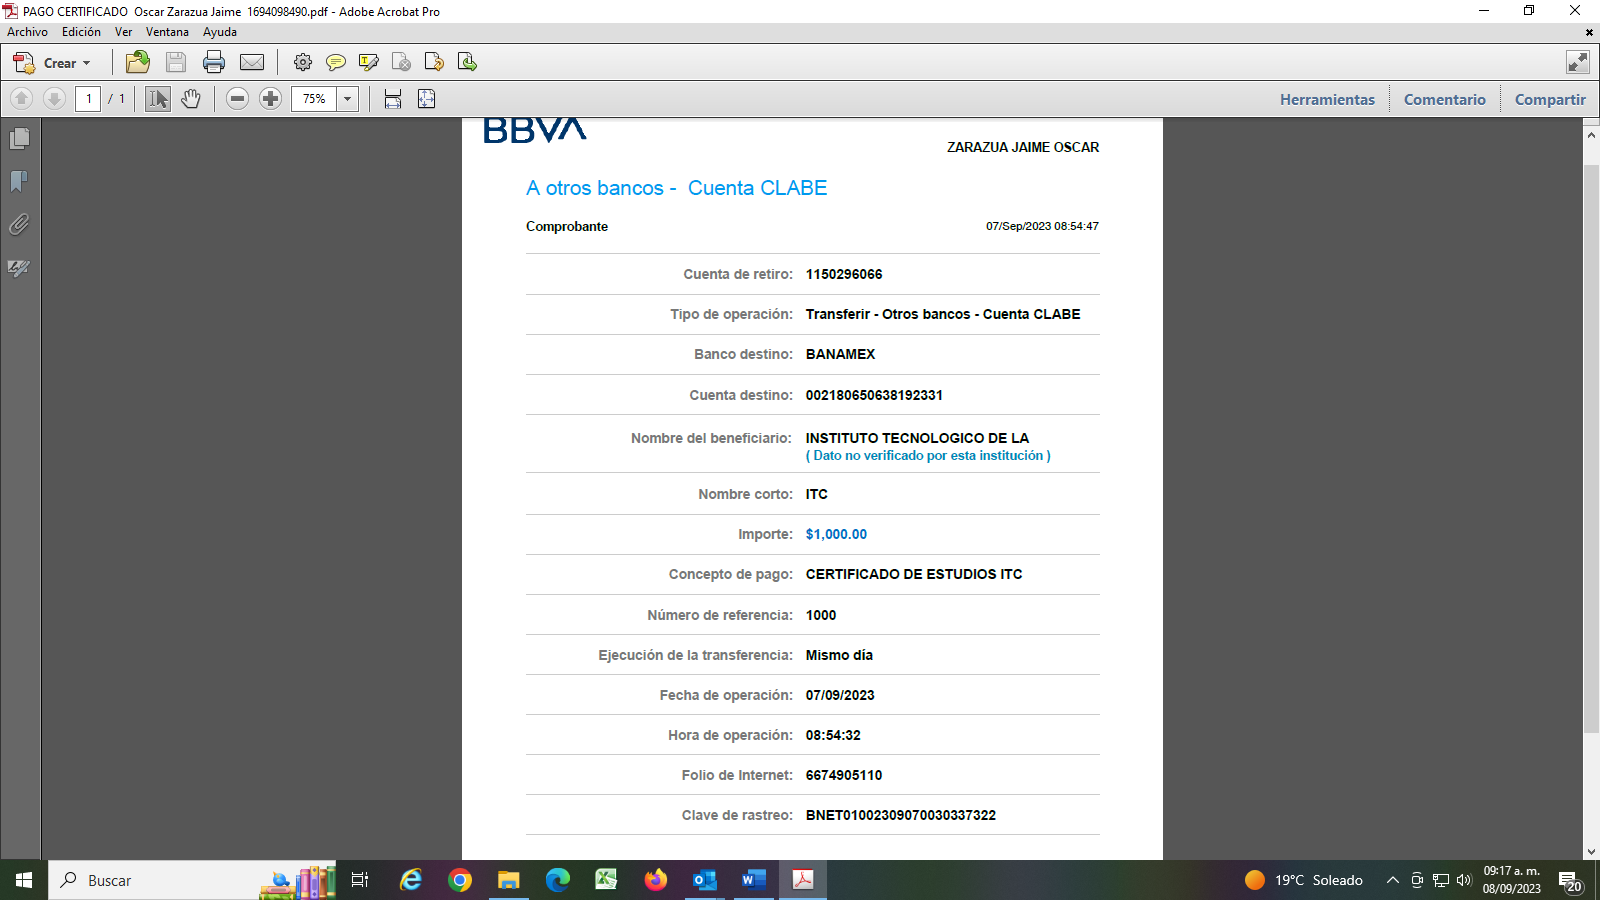 PAGO CERTIFICADO  Oscar Zarazua Jaime  1694098490.pdf - Adobe Acrobat Pro
Archivo Edición Ver Ventana Ayuda
Crear
1 / 1 75% Herramientas Comentario Compartir
BBVA
ZARAZUA JAIME OSCAR
A otros bancos -  Cuenta CLABE
Comprobante 07/Sep/2023 08:54:47
Cuenta de retiro: 1150296066
Tipo de operación: Transferir - Otros bancos - Cuenta CLABE
Banco destino: BANAMEX
Cuenta destino: 002180650638192331
Nombre del beneficiario: INSTITUTO TECNOLOGICO DE LA
( Dato no verificado por esta institución )
Nombre corto: ITC
Importe: $1,000.00
Concepto de pago: CERTIFICADO DE ESTUDIOS ITC
Número de referencia: 1000
Ejecución de la transferencia: Mismo día
Fecha de operación: 07/09/2023
Hora de operación: 08:54:32
Folio de Internet: 6674905110
Clave de rastreo: BNET01002309070030337322
Buscar
19°C Soleado
09:17 a. m.
08/09/2023
20